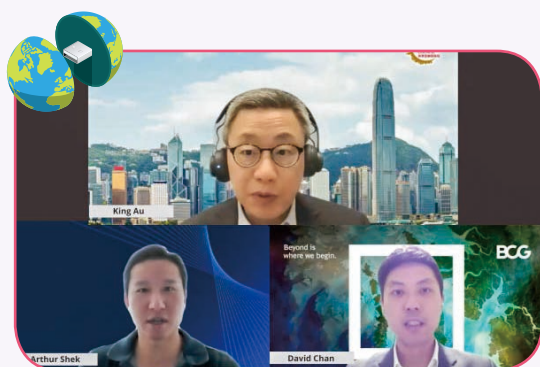 King Au
Beyond is
where we begin.
BCG
Arthur Shek
David Chan